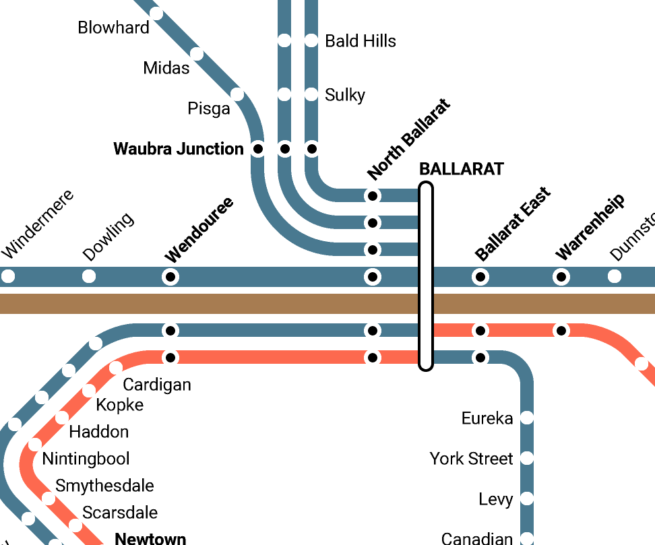 Blowhard
Bald Hills
Midas
Sulky
Pisga
Waubra Junction
North Ballarat
BALLARAT
Windermere
Dowling
Wendouree
Ballarat East
Warrenheip
Cardigan
Kopke
Haddon
Nintingbool
Smythesdale
Scarsdale
Newtown
Eureka
York Street
Levy
Canadian